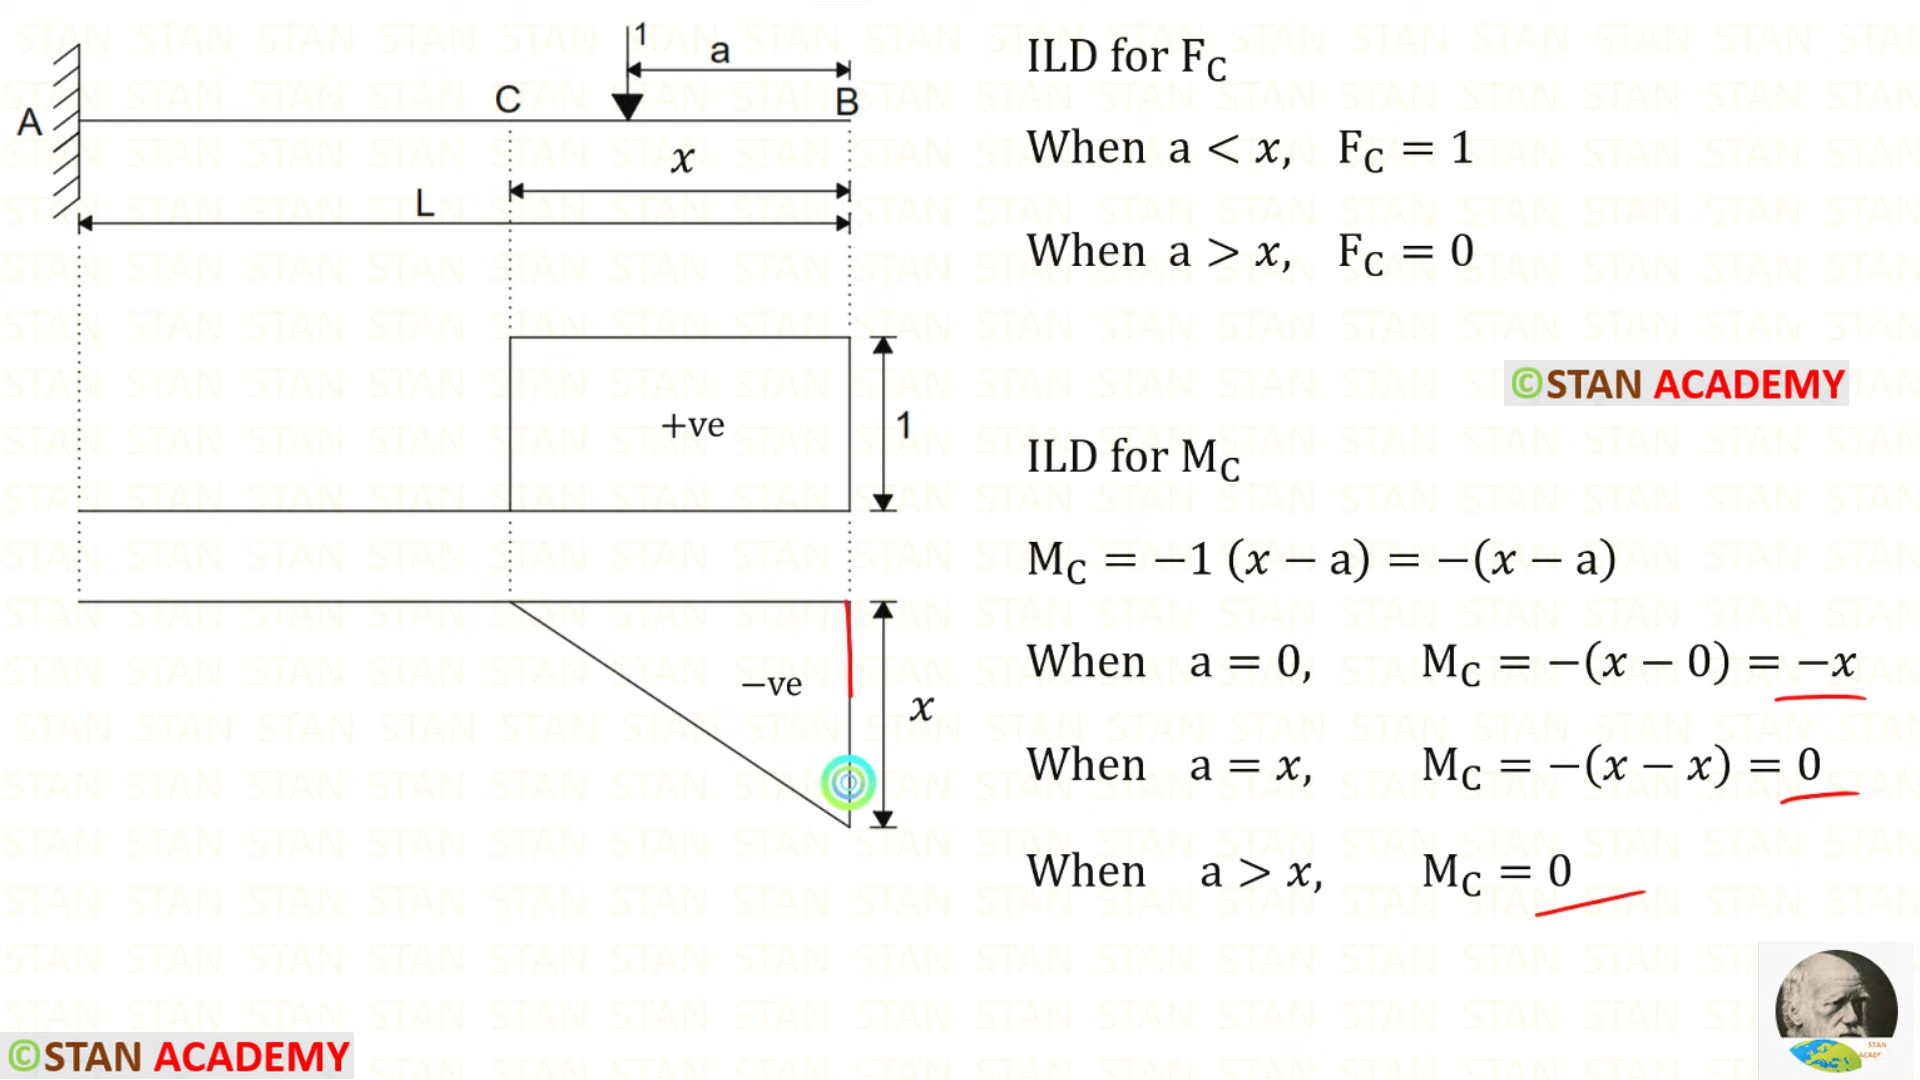 1
a
C
B
A
x
L
+ve
1
−ve
x
ILD for F_C
When a < x, F_C = 1
When a > x, F_C = 0
©STAN ACADEMY
ILD for M_C
M_C = −1 (x − a) = −(x − a)
When a = 0, M_C = −(x − 0) = −x
When a = x, M_C = −(x − x) = 0
When a > x, M_C = 0
©STAN ACADEMY
STAN